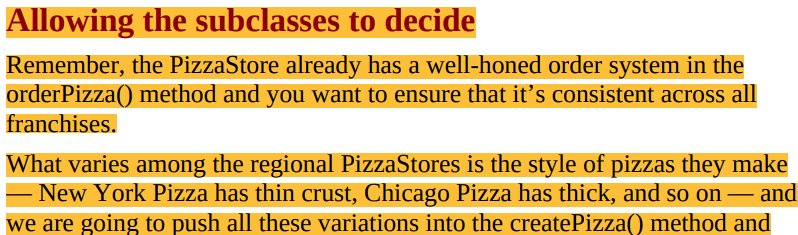 Allowing the subclasses to decide
Remember, the PizzaStore already has a well-honed order system in the
orderPizza() method and you want to ensure that it’s consistent across all
franchises.
What varies among the regional PizzaStores is the style of pizzas they make
— New York Pizza has thin crust, Chicago Pizza has thick, and so on — and
we are going to push all these variations into the createPizza() method and